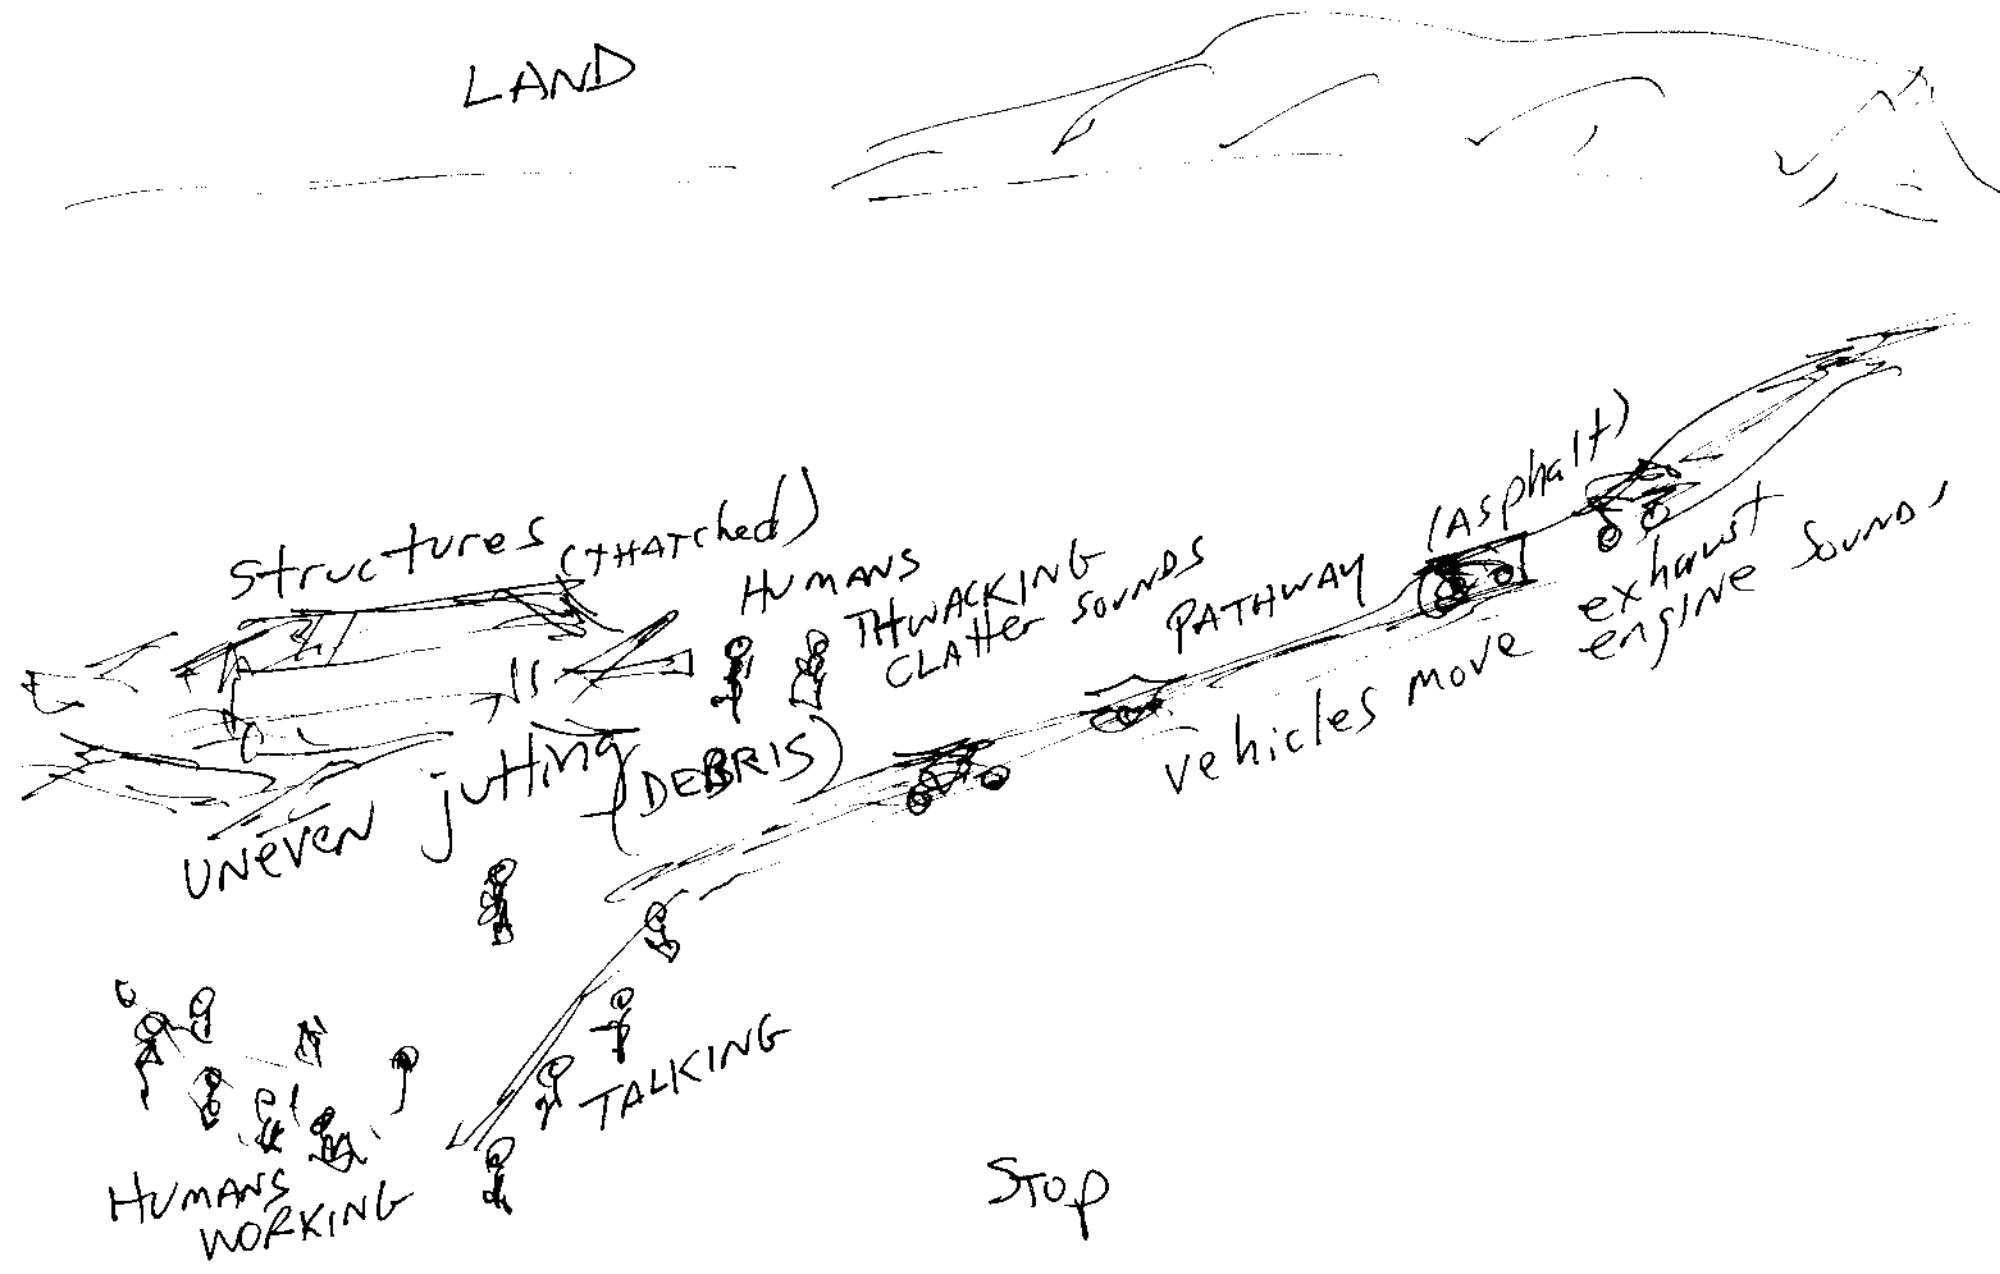 LAND
structures (tHATChed)
HUMANS
THWACKING
CLAtter SOUNDS
PATHWAY (Asphalt)
vehicles move exhaust
engine sounds
UNeVeN jutting (DEBRIS)
TALKING
HUMANS
WORKING
STOP